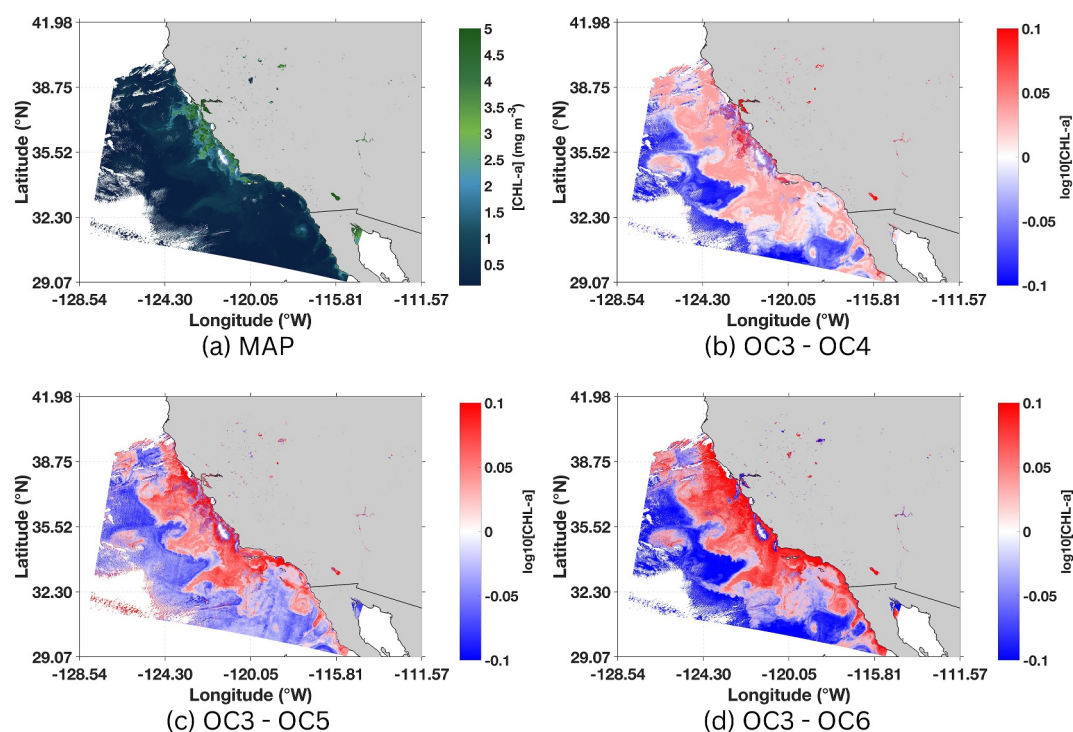 41.98
38.75
35.52
32.30
29.07
Latitude (°N)
-128.54 -124.30 -120.05 -115.81 -111.57
Longitude (°W)
5
4.5
4
3.5
3
2.5
2
1.5
1
0.5
[CHL-a] (mg m⁻³)
(a) MAP
41.98
38.75
35.52
32.30
29.07
Latitude (°N)
-128.54 -124.30 -120.05 -115.81 -111.57
Longitude (°W)
0.1
0.05
0
-0.05
-0.1
log10[CHL-a]
(b) OC3 - OC4
41.98
38.75
35.52
32.30
29.07
Latitude (°N)
-128.54 -124.30 -120.05 -115.81 -111.57
Longitude (°W)
0.1
0.05
0
-0.05
-0.1
log10[CHL-a]
(c) OC3 - OC5
41.98
38.75
35.52
32.30
29.07
Latitude (°N)
-128.54 -124.30 -120.05 -115.81 -111.57
Longitude (°W)
0.1
0.05
0
-0.05
-0.1
log10[CHL-a]
(d) OC3 - OC6